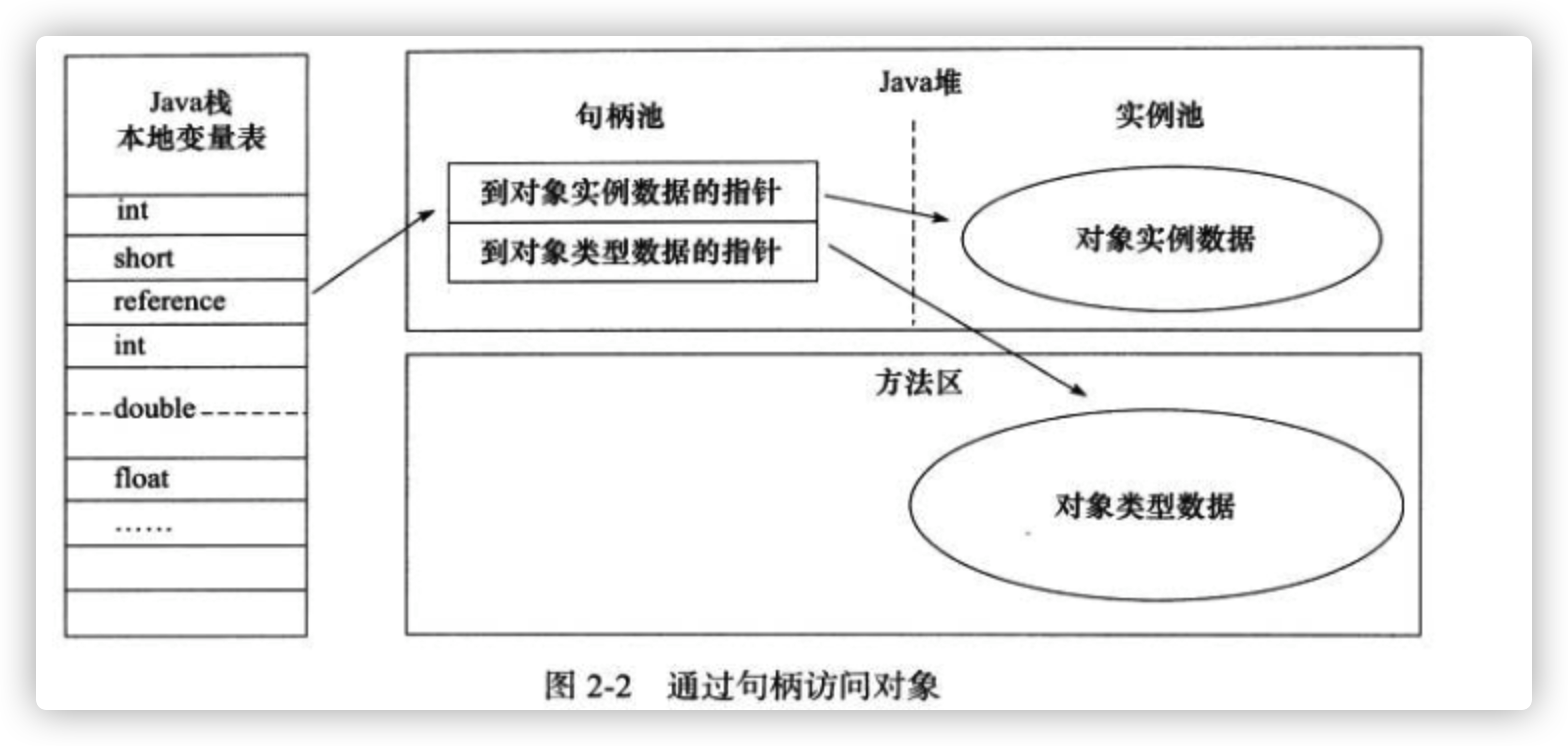 Java栈
本地变量表
int
short
reference
int
double
float
……
Java堆
句柄池
实例池
到对象实例数据的指针
到对象类型数据的指针
对象实例数据
方法区
对象类型数据
图 2-2 通过句柄访问对象